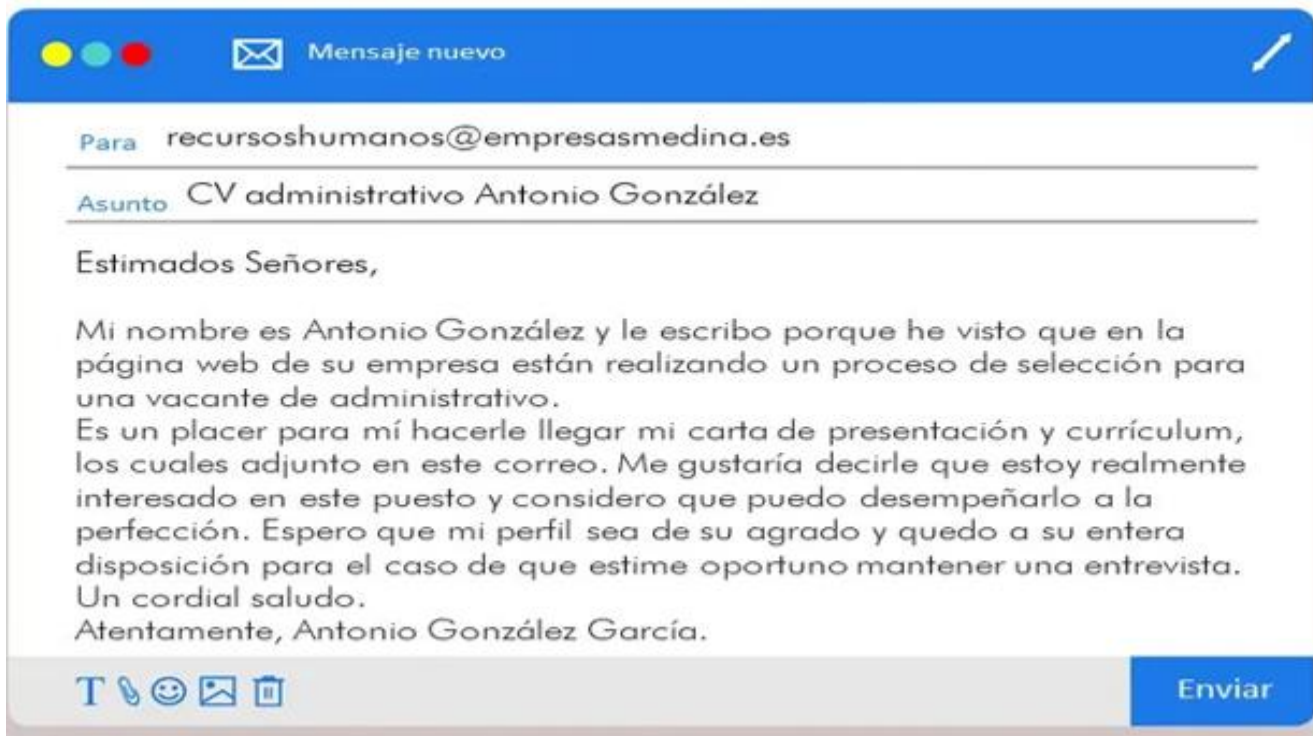 Mensaje nuevo
Para recursoshumanos@empresasmedina.es
Asunto CV administrativo Antonio González
Estimados Señores,
Mi nombre es Antonio González y le escribo porque he visto que en la
página web de su empresa están realizando un proceso de selección para
una vacante de administrativo.
Es un placer para mí hacerle llegar mi carta de presentación y currículum,
los cuales adjunto en este correo. Me gustaría decirle que estoy realmente
interesado en este puesto y considero que puedo desempeñarlo a la
perfección. Espero que mi perfil sea de su agrado y quedo a su entera
disposición para el caso de que estime oportuno mantener una entrevista.
Un cordial saludo.
Atentamente, Antonio González García.
T
Enviar